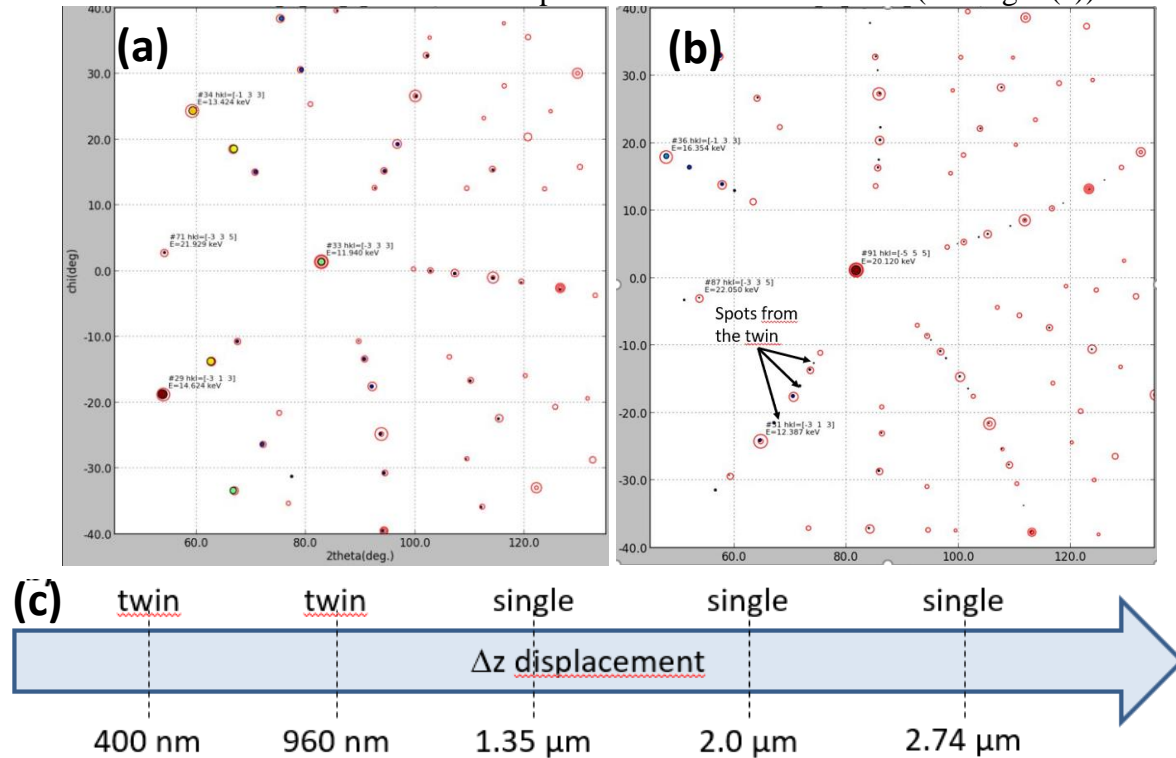 (a)
40.0
30.0
20.0
10.0
0.0
-10.0
-20.0
-30.0
-40.0
chi(deg)
#34 hkl=[-1 3 3]
E=13.424 keV
#71 hkl=[-3 3 5]
E=21.929 keV
#33 hkl=[-3 3 3]
E=11.940 keV
#29 hkl=[-3 1 3]
E=14.624 keV
60.0 80.0 100.0 120.0
2theta(deg.)
(b)
40.0
30.0
20.0
10.0
0.0
-10.0
-20.0
-30.0
-40.0
#36 hkl=[-1 3 3]
E=16.354 keV
#91 hkl=[-5 5 5]
E=20.120 keV
#87 hkl=[-3 3 5]
E=22.050 keV
Spots from
the twin
hkl=[-3 1 3]
E=12.387 keV
60.0 80.0 100.0 120.0
(c)
twin twin single single single
Δz displacement
400 nm 960 nm 1.35 µm 2.0 µm 2.74 µm